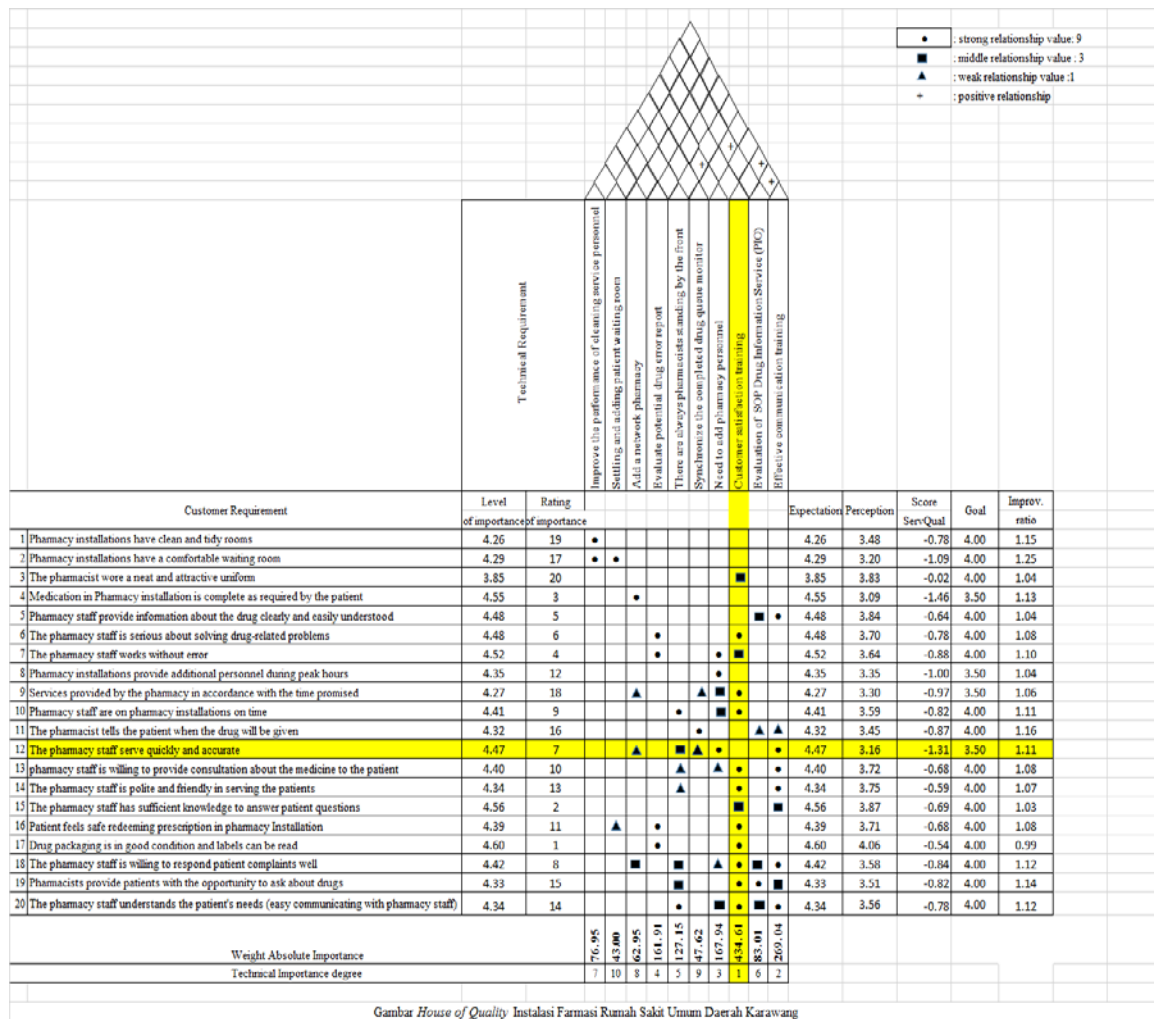 ● : strong relationship value: 9
■ : middle relationship value : 3
▲ : weak relationship value :1
+ : positive relationship
+
+ +
+
Technical Requirement
Improve the performance of cleaning service personnel
Settling and adding patient waiting room
Add a network pharmacy
Evaluate potential drug error report
There are always pharmacists standing by the front
Synchronize the completed drug queue monitor
Need to add pharmacy personnel
Customer satisfaction training
Evaluation of SOP Drug Information Service (PIO)
Effective communication training
Customer Requirement Level of importance Rating of importance Expectation Perception Score ServQual Goal Improv. ratio
1 Pharmacy installations have clean and tidy rooms 4.26 19 ● 4.26 3.48 -0.78 4.00 1.15
2 Pharmacy installations have a comfortable waiting room 4.29 17 ● ● 4.29 3.20 -1.09 4.00 1.25
3 The pharmacist wore a neat and attractive uniform 3.85 20 ■ 3.85 3.83 -0.02 4.00 1.04
4 Medication in Pharmacy installation is complete as required by the patient 4.55 3 ● 4.55 3.09 -1.46 3.50 1.13
5 Pharmacy staff provide information about the drug clearly and easily understood 4.48 5 ■ ● 4.48 3.84 -0.64 4.00 1.04
6 The pharmacy staff is serious about solving drug-related problems 4.48 6 ● ● 4.48 3.70 -0.78 4.00 1.08
7 The pharmacy staff works without error 4.52 4 ● ● ■ 4.52 3.64 -0.88 4.00 1.10
8 Pharmacy installations provide additional personnel during peak hours 4.35 12 ● 4.35 3.35 -1.00 3.50 1.04
9 Services provided by the pharmacy in accordance with the time promised 4.27 18 ▲ ▲ ■ ● 4.27 3.30 -0.97 3.50 1.06
10 Pharmacy staff are on pharmacy installations on time 4.41 9 ● ■ ● 4.41 3.59 -0.82 4.00 1.11
11 The pharmacist tells the patient when the drug will be given 4.32 16 ● ▲ ▲ 4.32 3.45 -0.87 4.00 1.16
12 The pharmacy staff serve quickly and accurate 4.47 7 ▲ ■ ▲ ● ● 4.47 3.16 -1.31 3.50 1.11
13 pharmacy staff is willing to provide consultation about the medicine to the patient 4.40 10 ▲ ▲ ● ● 4.40 3.72 -0.68 4.00 1.08
14 The pharmacy staff is polite and friendly in serving the patients 4.34 13 ▲ ● ● 4.34 3.75 -0.59 4.00 1.07
15 The pharmacy staff has sufficient knowledge to answer patient questions 4.56 2 ■ ■ 4.56 3.87 -0.69 4.00 1.03
16 Patient feels safe redeeming prescription in pharmacy Installation 4.39 11 ▲ ● ● 4.39 3.71 -0.68 4.00 1.08
17 Drug packaging is in good condition and labels can be read 4.60 1 ● ● 4.60 4.06 -0.54 4.00 0.99
18 The pharmacy staff is willing to respond patient complaints well 4.42 8 ■ ■ ▲ ● ■ ● 4.42 3.58 -0.84 4.00 1.12
19 Pharmacists provide patients with the opportunity to ask about drugs 4.33 15 ■ ● ● ■ 4.33 3.51 -0.82 4.00 1.14
20 The pharmacy staff understands the patient's needs (easy communicating with pharmacy staff) 4.34 14 ● ■ ● ■ ● 4.34 3.56 -0.78 4.00 1.12
Weight Absolute Importance 76.95 43.00 62.95 161.91 127.15 47.62 167.94 434.61 83.01 269.04
Technical Importance degree 7 10 8 4 5 9 3 1 6 2
Gambar House of Quality Instalasi Farmasi Rumah Sakit Umum Daerah Karawang